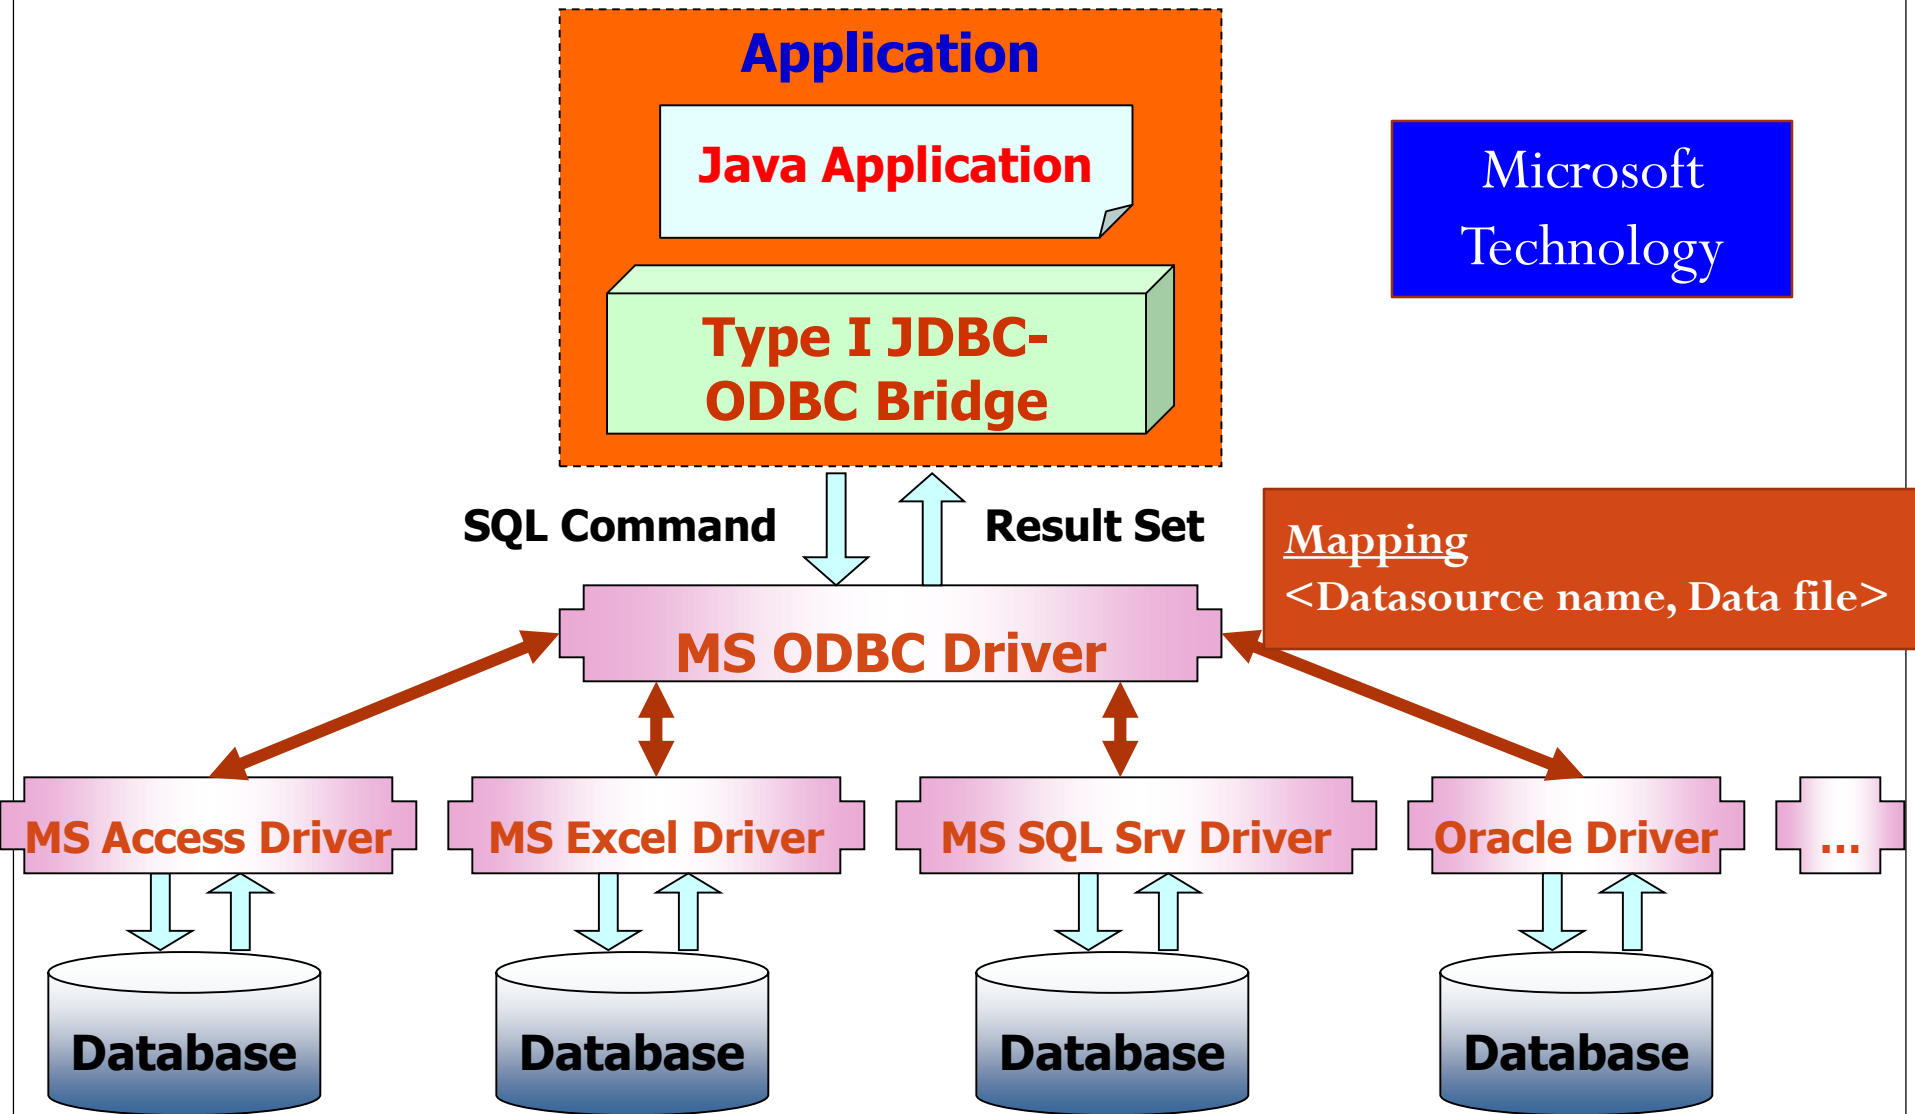 Application
Java Application
Microsoft
Technology
Type I JDBC-
ODBC Bridge
SQL Command
Result Set
Mapping
<Datasource name, Data file>
MS ODBC Driver
MS Access Driver
MS Excel Driver
MS SQL Srv Driver
Oracle Driver
...
Database
Database
Database
Database